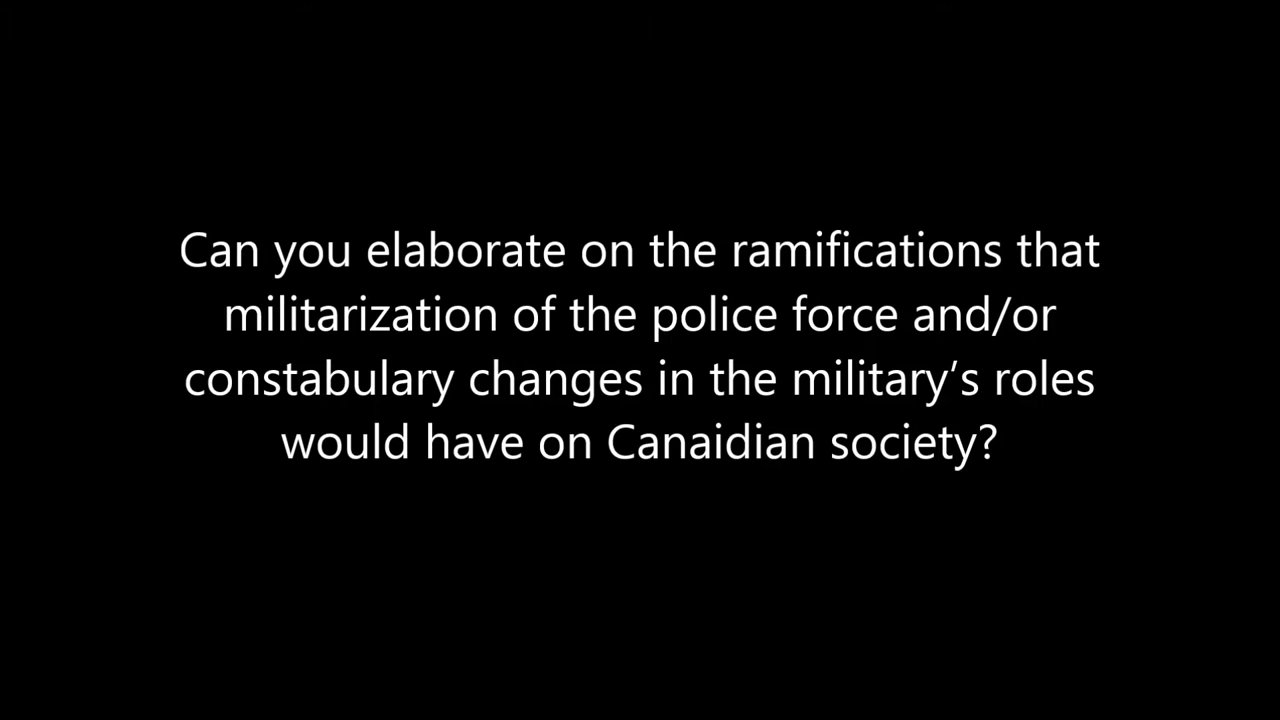 Can you elaborate on the ramifications that
militarization of the police force and/or
constabulary changes in the military’s roles
would have on Canaidian society?